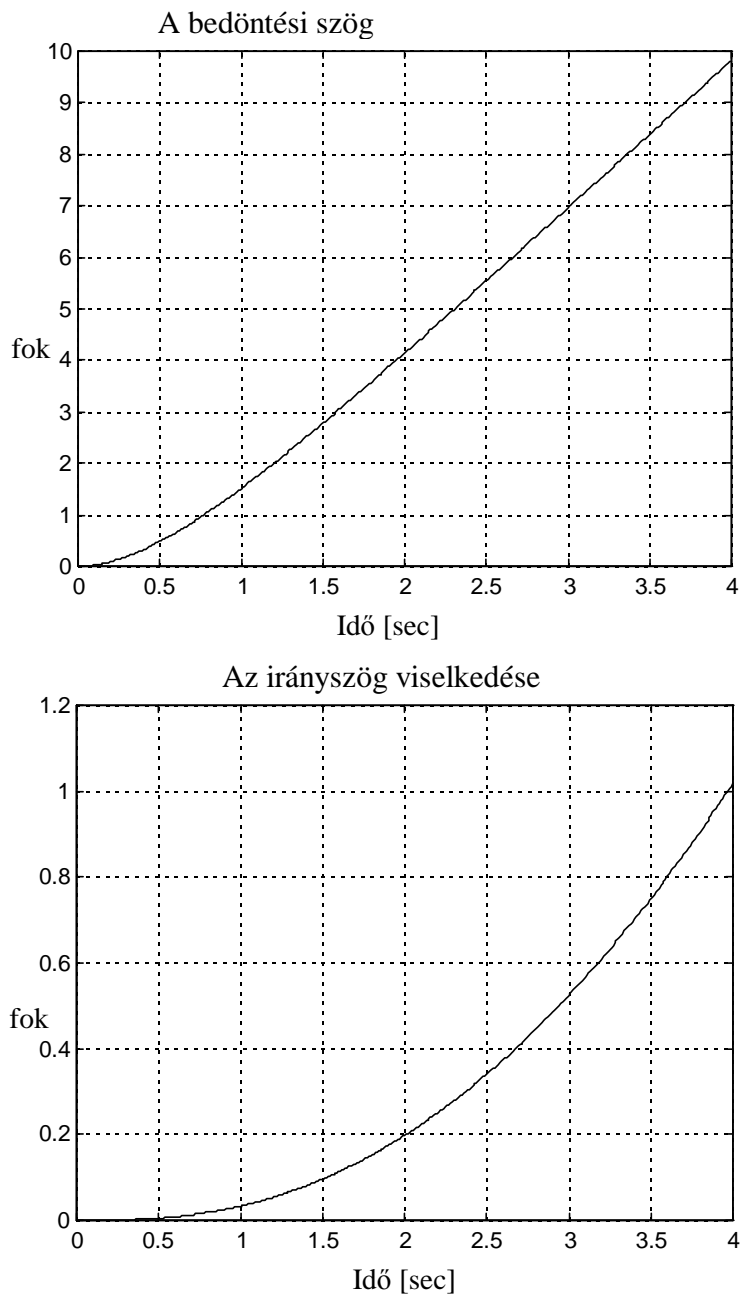 A bedöntési szög
10
9
8
7
6
5
fok 4
3
2
1
0
0 0.5 1 1.5 2 2.5 3 3.5 4
Idő [sec]
Az irányszög viselkedése
1.2
1
0.8
0.6
fok
0.4
0.2
0
0 0.5 1 1.5 2 2.5 3 3.5 4
Idő [sec]